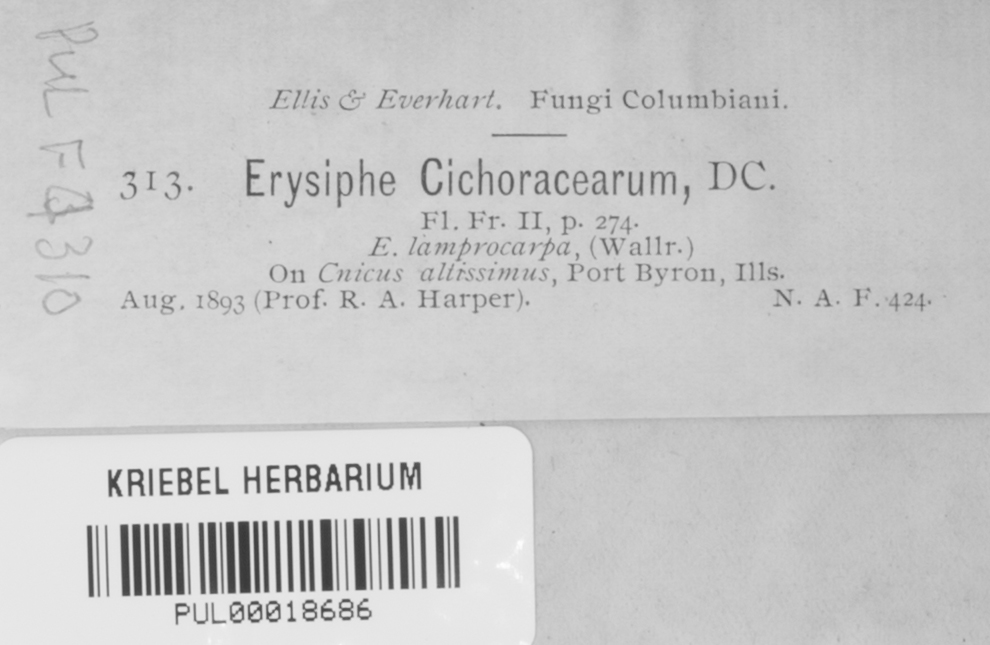 PUL F
Ellis & Everhart. Fungi Columbiani.
313. Erysiphe Cichoracearum, DC.
Fl. Fr. II, p. 274.
E. lamprocarpa, (Wallr.)
On Cnicus altissimus, Port Byron, Ills.
Aug. 1893 (Prof. R. A. Harper). N. A. F. 424.
KRIEBEL HERBARIUM
PUL00018686